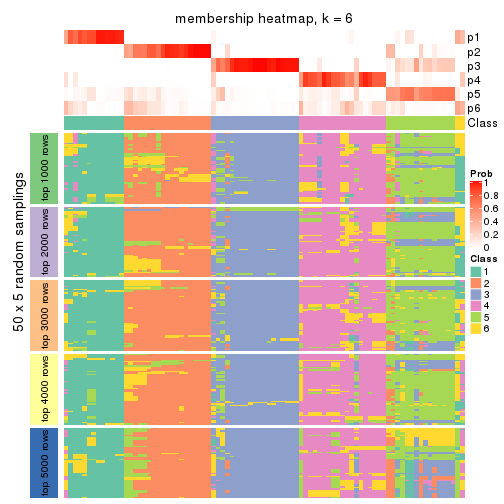 membership heatmap, k = 6
p1
p2
p3
p4
p5
p6
Class
50 x 5 random samplings
top 1000 rows
top 2000 rows
top 3000 rows
top 4000 rows
top 5000 rows
Prob
1
0.8
0.6
0.4
0.2
0
Class
1
2
3
4
5
6